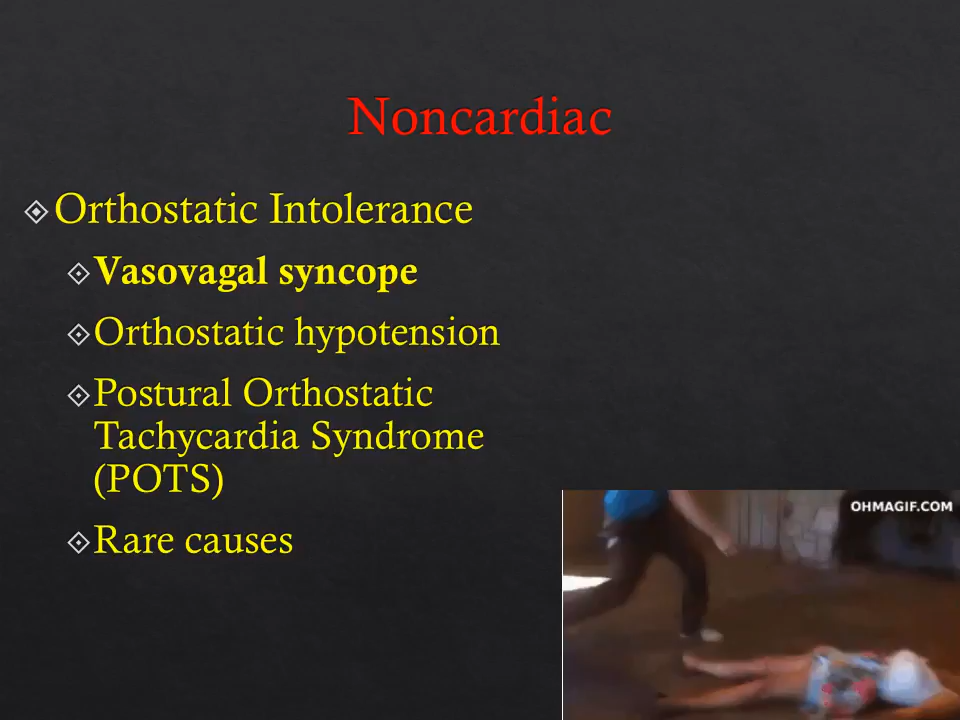 Noncardiac
Orthostatic Intolerance
Vasovagal syncope
Orthostatic hypotension
Postural Orthostatic
Tachycardia Syndrome
(POTS)
Rare causes
OHMAGIF.COM